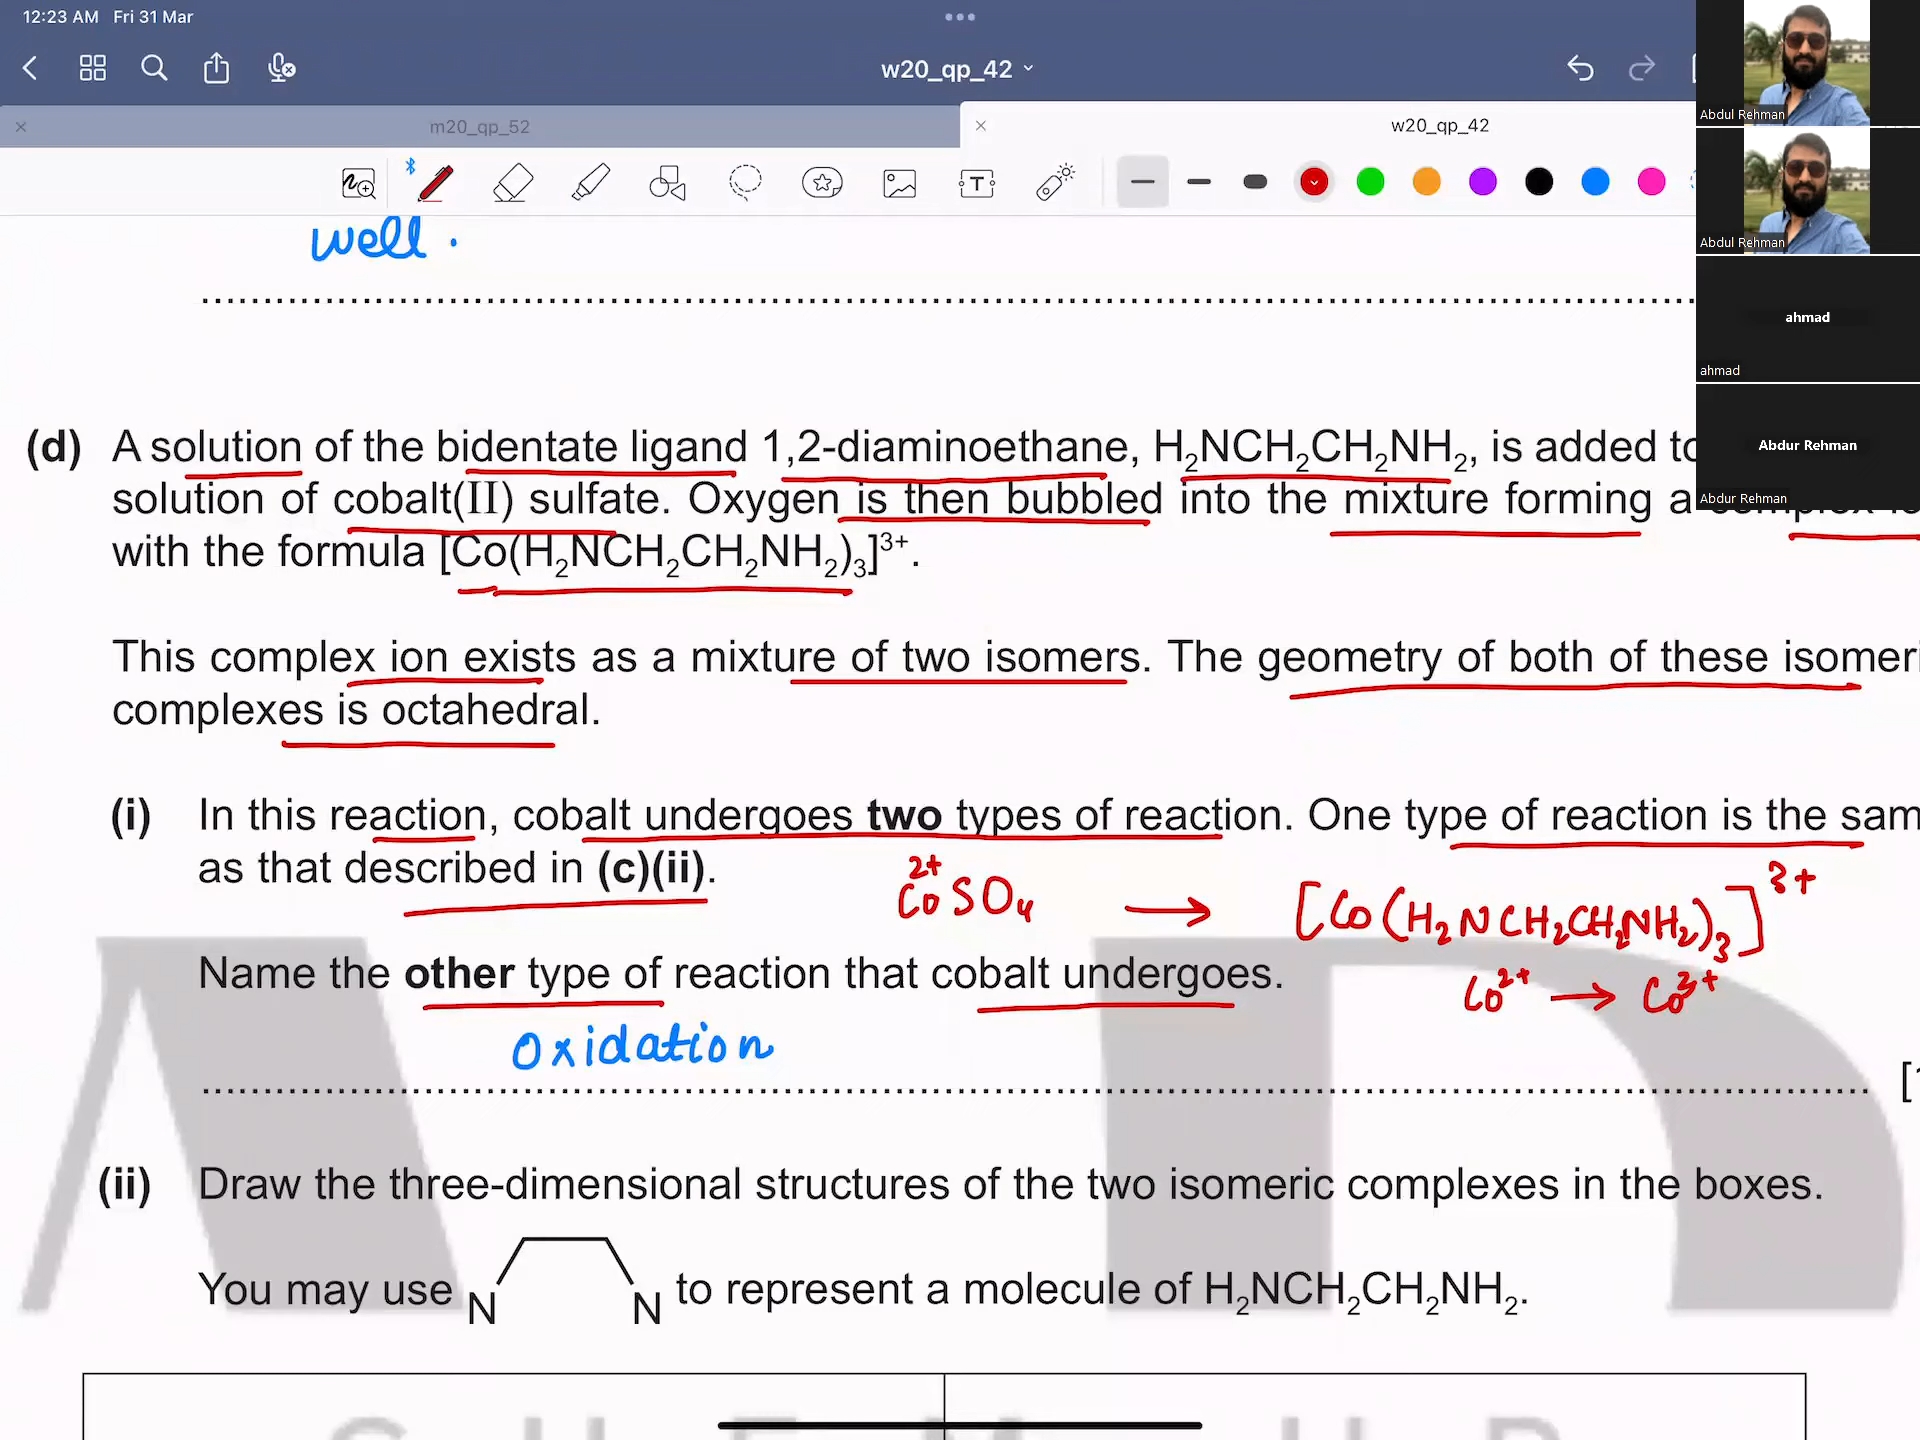 12:23 AM Fri 31 Mar
w20_qp_42
m20_qp_52
w20_qp_42
T
Abdul Rehman
Abdul Rehman
ahmad
ahmad
Abdur Rehman
Abdur Rehman
well.
(d) A solution of the bidentate ligand 1,2-diaminoethane, H₂NCH₂CH₂NH₂, is added to
solution of cobalt(II) sulfate. Oxygen is then bubbled into the mixture forming a complex
with the formula [Co(H₂NCH₂CH₂NH₂)₃]³⁺.
This complex ion exists as a mixture of two isomers. The geometry of both of these isomeri
complexes is octahedral.
(i) In this reaction, cobalt undergoes two types of reaction. One type of reaction is the sam
as that described in (c)(ii).
2+
CoSO₄ → [Co(H₂NCH₂CH₂NH₂)₃]³⁺
Name the other type of reaction that cobalt undergoes.
Co²⁺ → Co³⁺
oxidation
[1
(ii) Draw the three-dimensional structures of the two isomeric complexes in the boxes.
You may use N N to represent a molecule of H₂NCH₂CH₂NH₂.